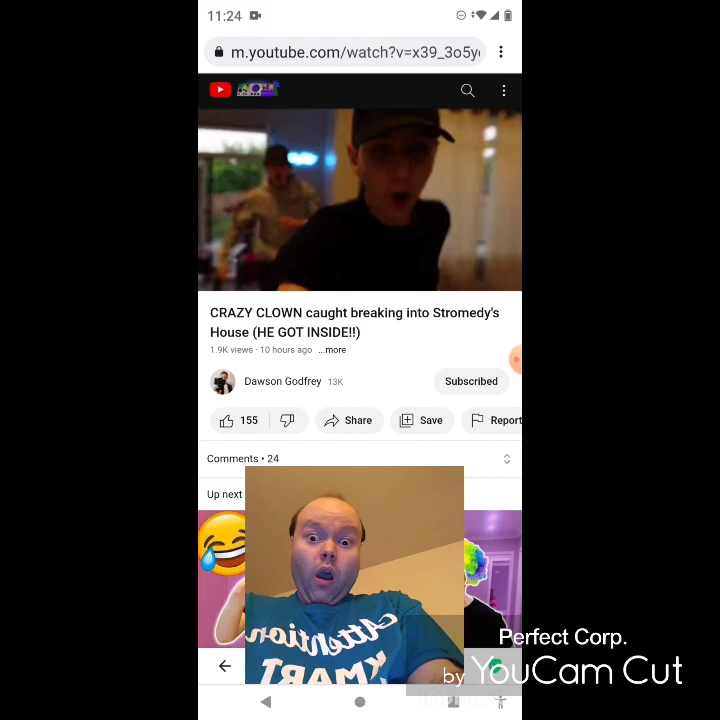 11:24
m.youtube.com/watch?v=x39_3o5y
CRAZY CLOWN caught breaking into Stromedy's
House (HE GOT INSIDE!!)
1.9K views · 10 hours ago ...more
Dawson Godfrey 13K
Subscribed
155
Share
Save
Report
Comments • 24
Up next
Attention
KMART
Perfect Corp.
by YouCam Cut